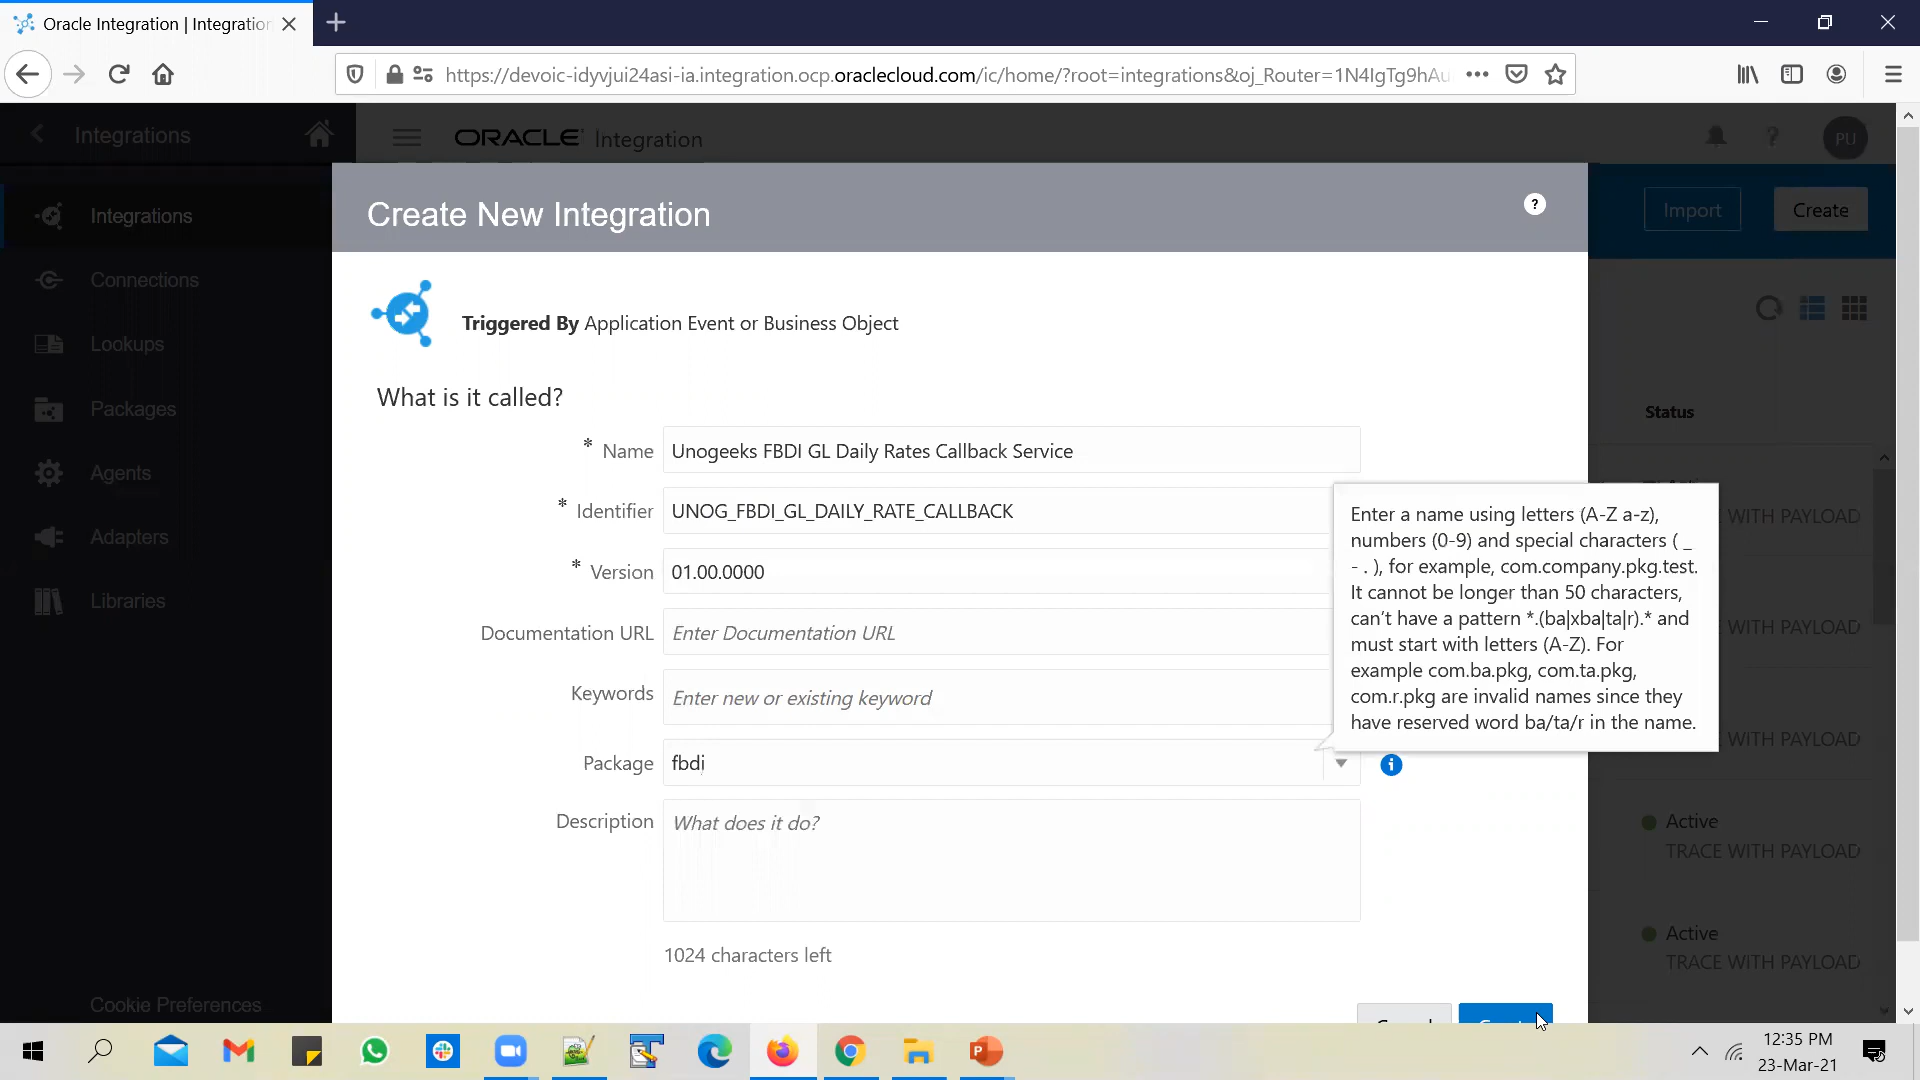 Oracle Integration | Integration
https://devoic-idyvjui24asi-ia.integration.ocp.oraclecloud.com/ic/home/?root=integrations&oj_Router=1N4IgTg9hAu
Integrations
ORACLE Integration
PU
Create New Integration
?
Import
Create
Integrations
Connections
Lookups
Packages
Agents
Adapters
Libraries
Cookie Preferences
Triggered By Application Event or Business Object
What is it called?
* Name Unogeeks FBDI GL Daily Rates Callback Service
* Identifier UNOG_FBDI_GL_DAILY_RATE_CALLBACK
* Version 01.00.0000
Documentation URL Enter Documentation URL
Keywords Enter new or existing keyword
Package fbdi
Description What does it do?
1024 characters left
Enter a name using letters (A-Z a-z),
numbers (0-9) and special characters ( _
- . ), for example, com.company.pkg.test.
It cannot be longer than 50 characters,
can't have a pattern *.(ba|xba|ta|r).* and
must start with letters (A-Z). For
example com.ba.pkg, com.ta.pkg,
com.r.pkg are invalid names since they
have reserved word ba/ta/r in the name.
Status
WITH PAYLOAD
WITH PAYLOAD
WITH PAYLOAD
Active
TRACE WITH PAYLOAD
Active
TRACE WITH PAYLOAD
12:35 PM
23-Mar-21